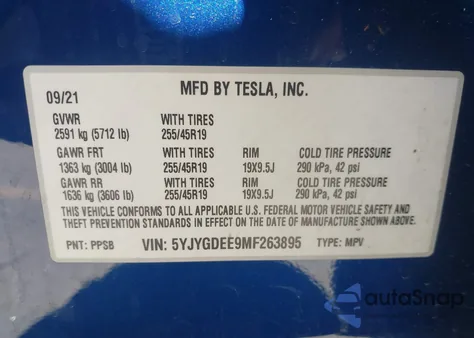 MFD BY TESLA, INC.
09/21
GVWR WITH TIRES
2591 kg (5712 lb) 255/45R19
GAWR FRT WITH TIRES RIM COLD TIRE PRESSURE
1363 kg (3004 lb) 255/45R19 19X9.5J 290 kPa, 42 psi
GAWR RR WITH TIRES RIM COLD TIRE PRESSURE
1636 kg (3606 lb) 255/45R19 19X9.5J 290 kPa, 42 psi
THIS VEHICLE CONFORMS TO ALL APPLICABLE U.S. FEDERAL MOTOR VEHICLE SAFETY AND
THEFT PREVENTION STANDARDS IN EFFECT ON THE DATE OF MANUFACTURE SHOWN ABOVE.
PNT: PPSB VIN: 5YJYGDEE9MF263895 TYPE: MPV
autoSnap